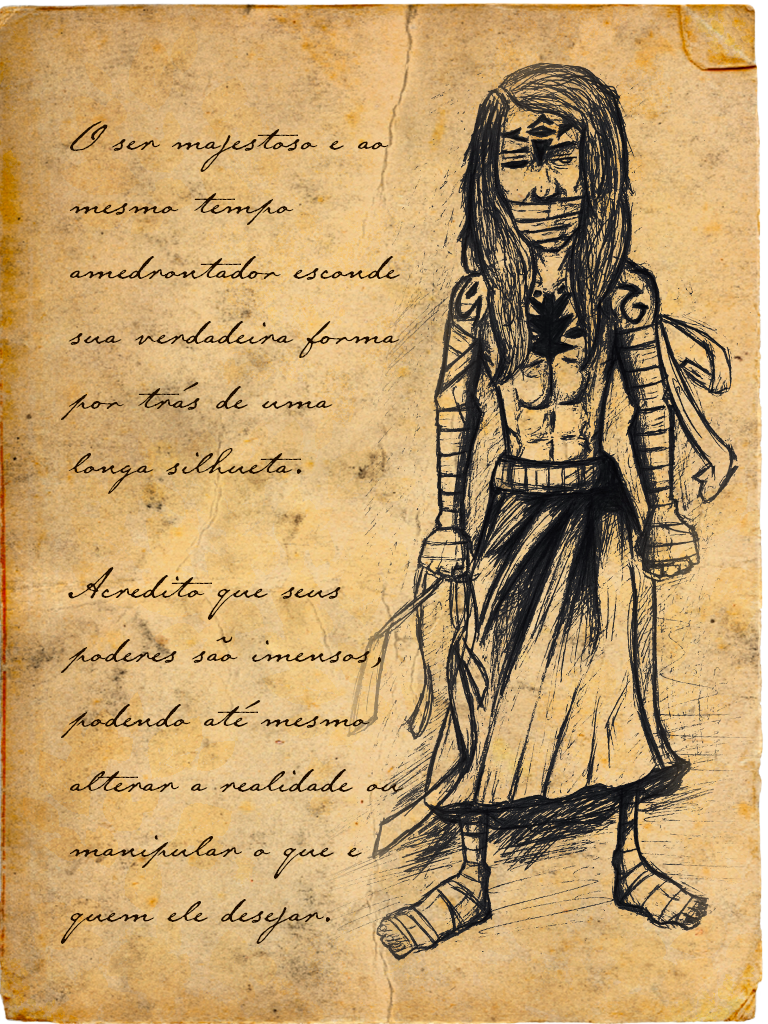 O ser majestoso e ao
mesmo tempo
amedrontador esconde
sua verdadeira forma
por trás de uma
longa silhueta.
Acredito que seus
poderes são imensos,
podendo até mesmo
alterar a realidade ou
manipular o que e
quem ele desejar.